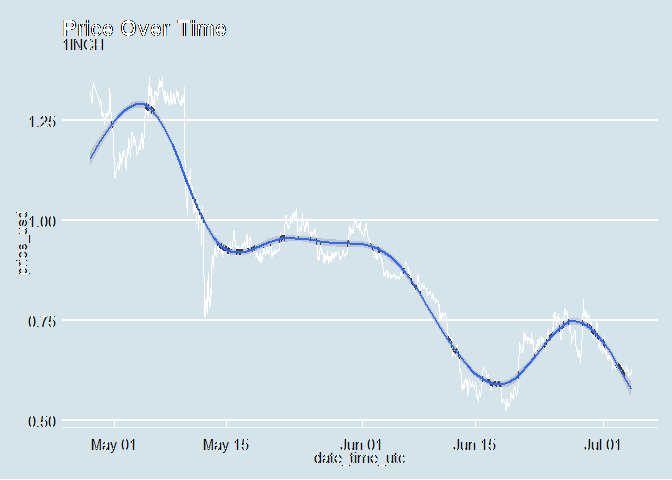 Price Over Time
1INCH
price_usd
1.25
1.00
0.75
0.50
May 01
May 15
Jun 01
Jun 15
Jul 01
date_time_utc